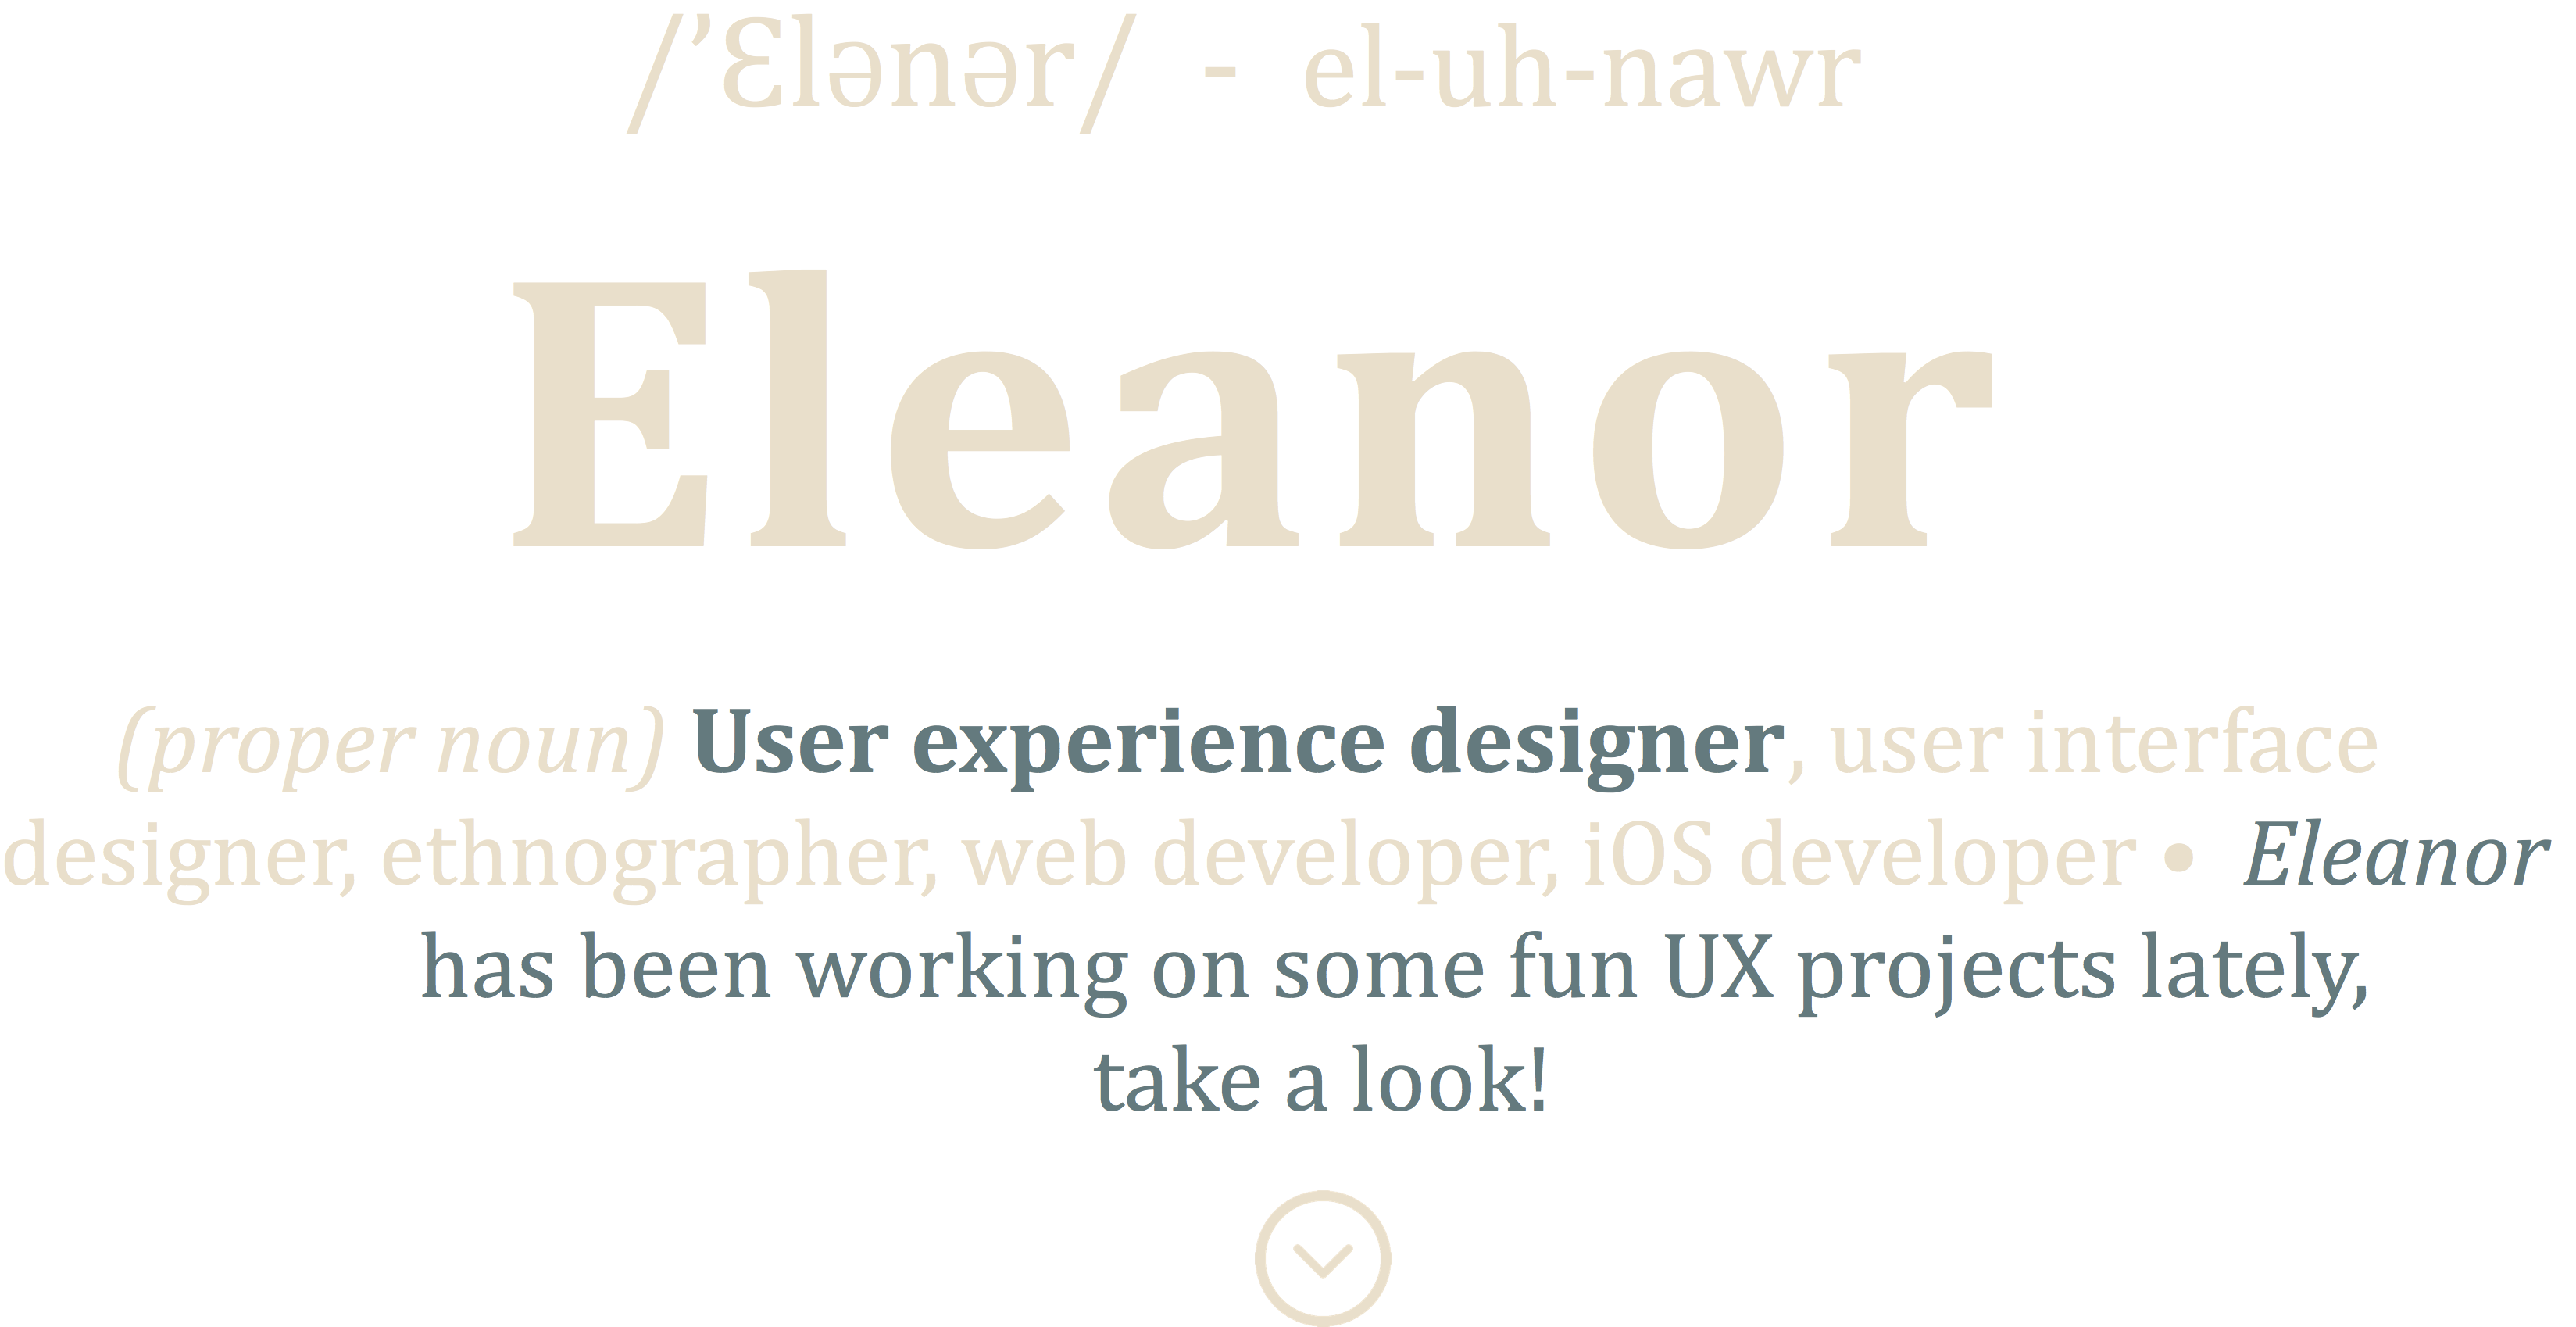 /’Ɛlənər/ - el-uh-nawr
Eleanor
(proper noun) User experience designer, user interface
designer, ethnographer, web developer, iOS developer • Eleanor
has been working on some fun UX projects lately,
take a look!